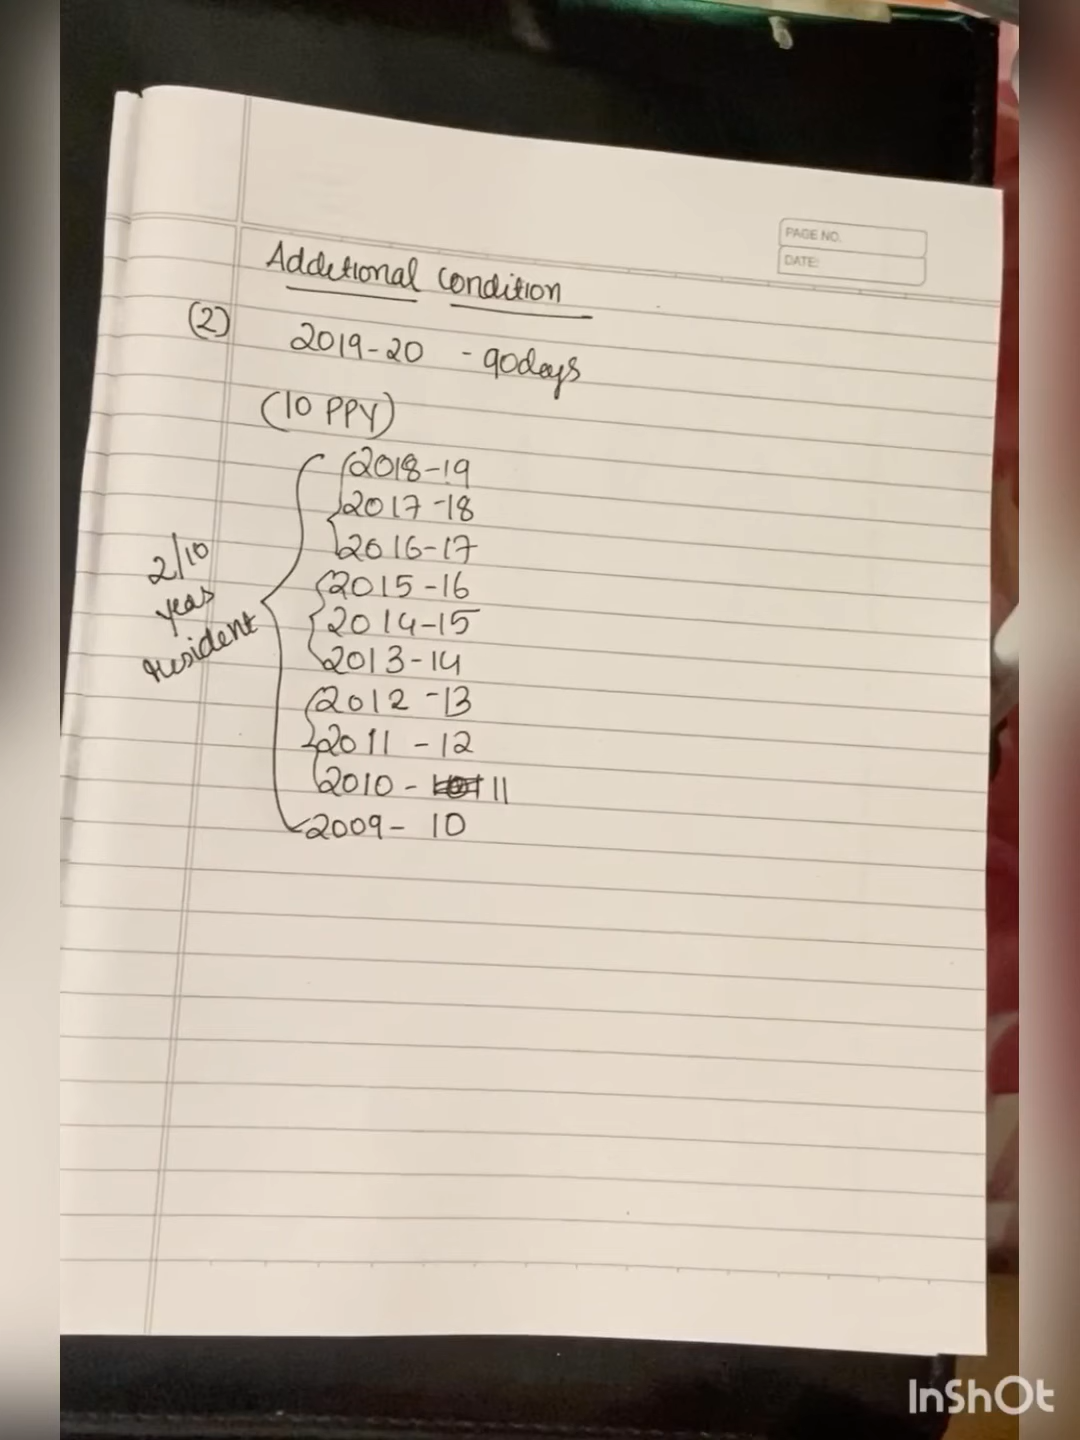 PAGE NO.
DATE:
Additional Condition
(2) 2019-20 - 90days
(10 PPY)
2018-19
2017-18
2016-17
2015-16
2014-15
2013-14
2012-13
2011-12
2010- 11
2009-10
2/10
years
resident
InShOt